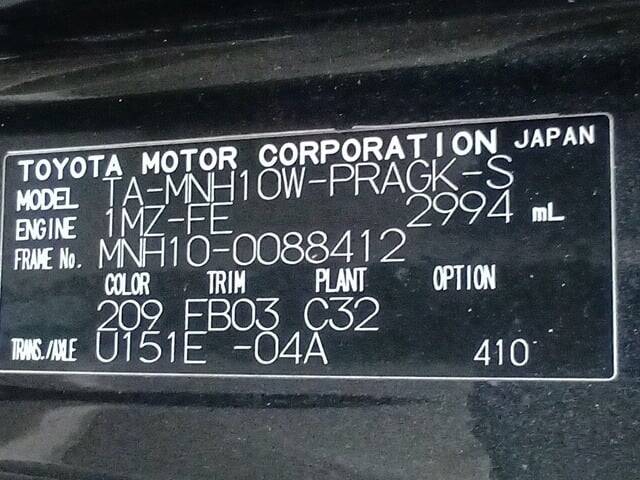 TOYOTA MOTOR CORPORATION JAPAN
MODEL TA-MNH10W-PRAGK-S
ENGINE 1MZ-FE 2994 mL
FRAME No. MNH10-0088412
COLOR TRIM PLANT OPTION
209 FB03 C32
TRANS./AXLE U151E -04A 410